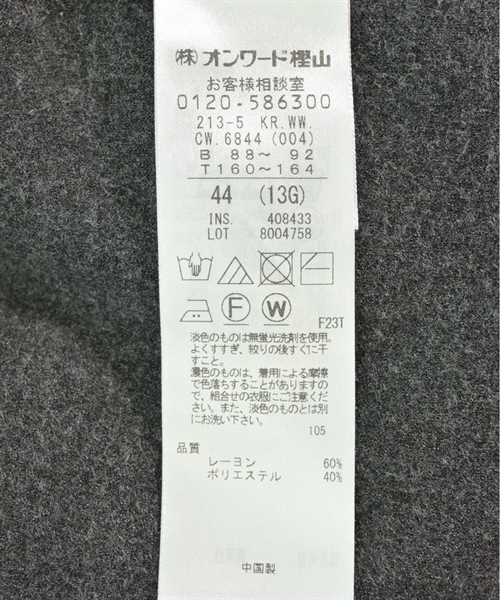 (株)オンワード樫山
お客様相談室
0120-586300
213-5 KR.WW.
CW.6844(004)
B 88~ 92
T160~164
44 (13G)
INS. 408433
LOT 8004758
F W
F23T
淡色のものは無蛍光洗剤を使用。
よくすすぎ、絞りの後すぐに干
すこと。
濃色のものは、着用による摩擦
で色落ちすることがありますの
で、組合せの衣服にご注意くだ
さい。また、淡色のものとは別
にお洗い下さい。
105
品質
レーヨン 60%
ポリエステル 40%
中国製